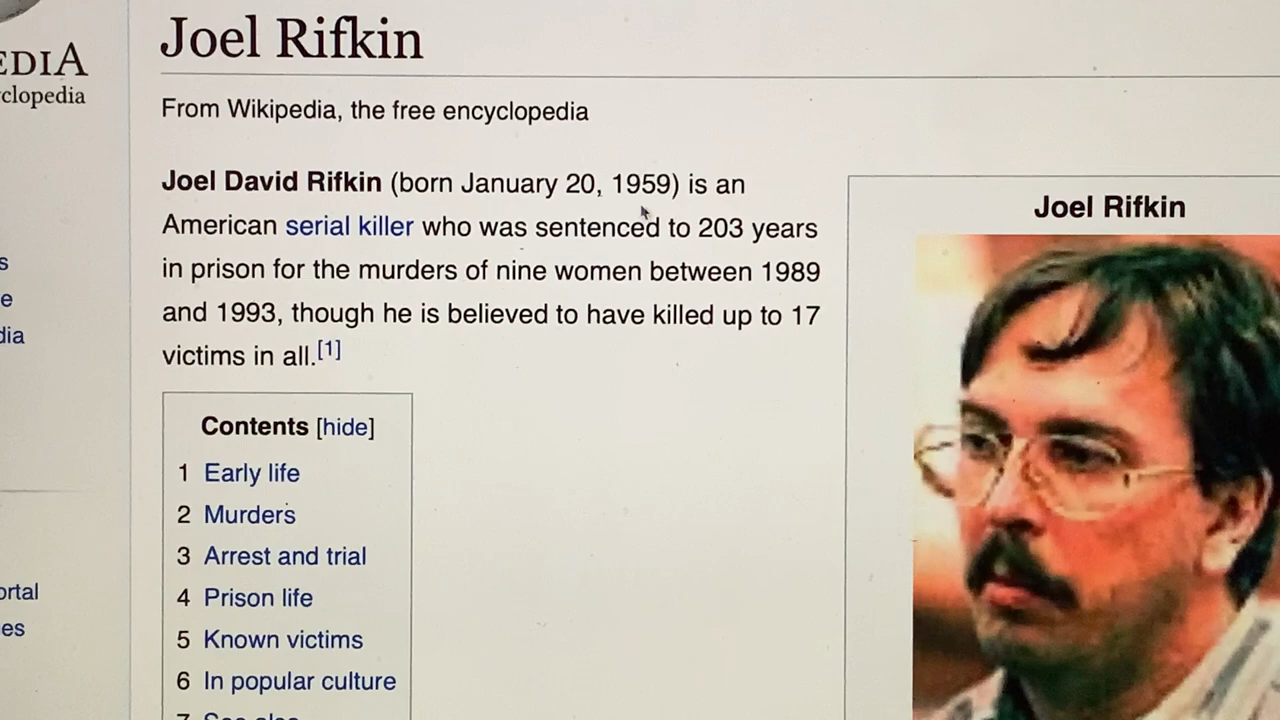 Joel Rifkin
EDIA
clopedia
From Wikipedia, the free encyclopedia
Joel David Rifkin (born January 20, 1959) is an
American serial killer who was sentenced to 203 years
in prison for the murders of nine women between 1989
and 1993, though he is believed to have killed up to 17
victims in all.[1]
Joel Rifkin
s
e
dia
Contents [hide]
1 Early life
2 Murders
3 Arrest and trial
4 Prison life
5 Known victims
6 In popular culture
7 See also
ortal
es